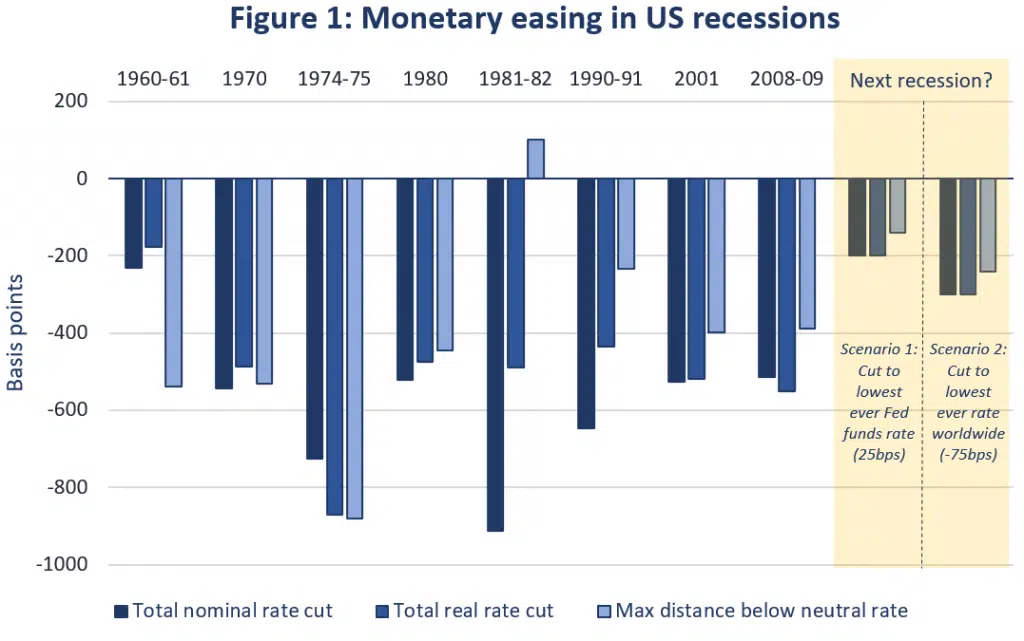 Figure 1: Monetary easing in US recessions
1960-61 1970 1974-75 1980 1981-82 1990-91 2001 2008-09 Next recession?
200
0
-200
-400
-600
-800
-1000
Basis points
Scenario 1:
Cut to
lowest
ever Fed
funds rate
(25bps)
Scenario 2:
Cut to
lowest
ever rate
worldwide
(-75bps)
Total nominal rate cut Total real rate cut Max distance below neutral rate